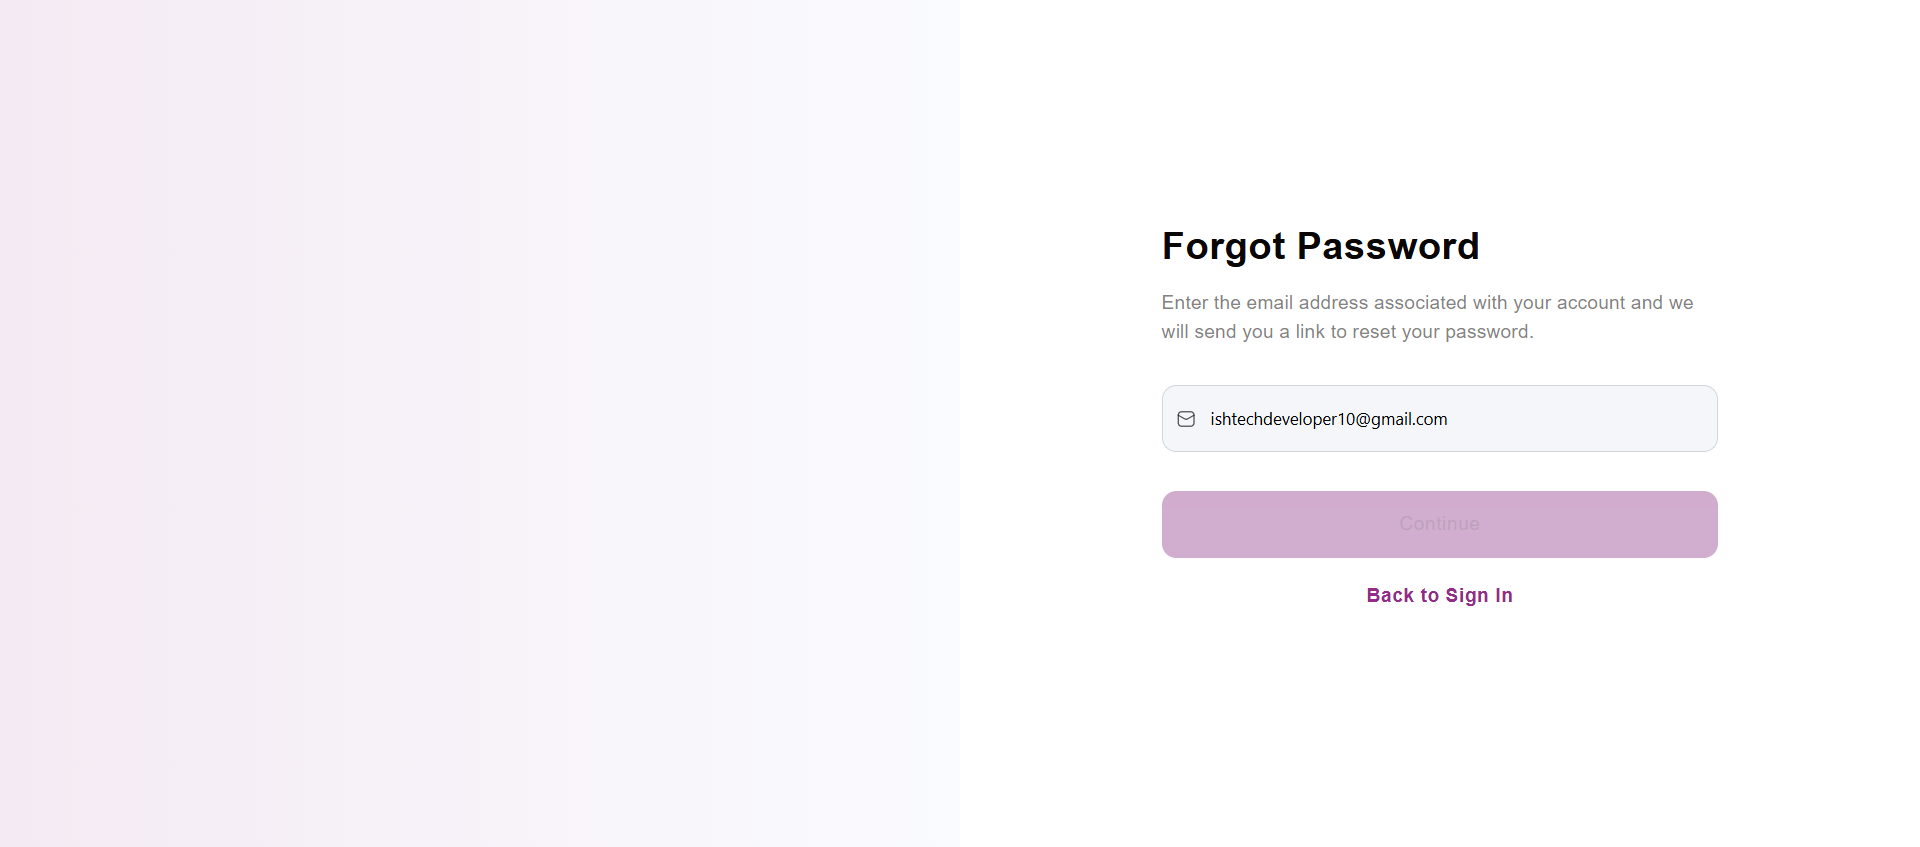 Forgot Password
Enter the email address associated with your account and we
will send you a link to reset your password.
ishtechdeveloper10@gmail.com
Continue
Back to Sign In